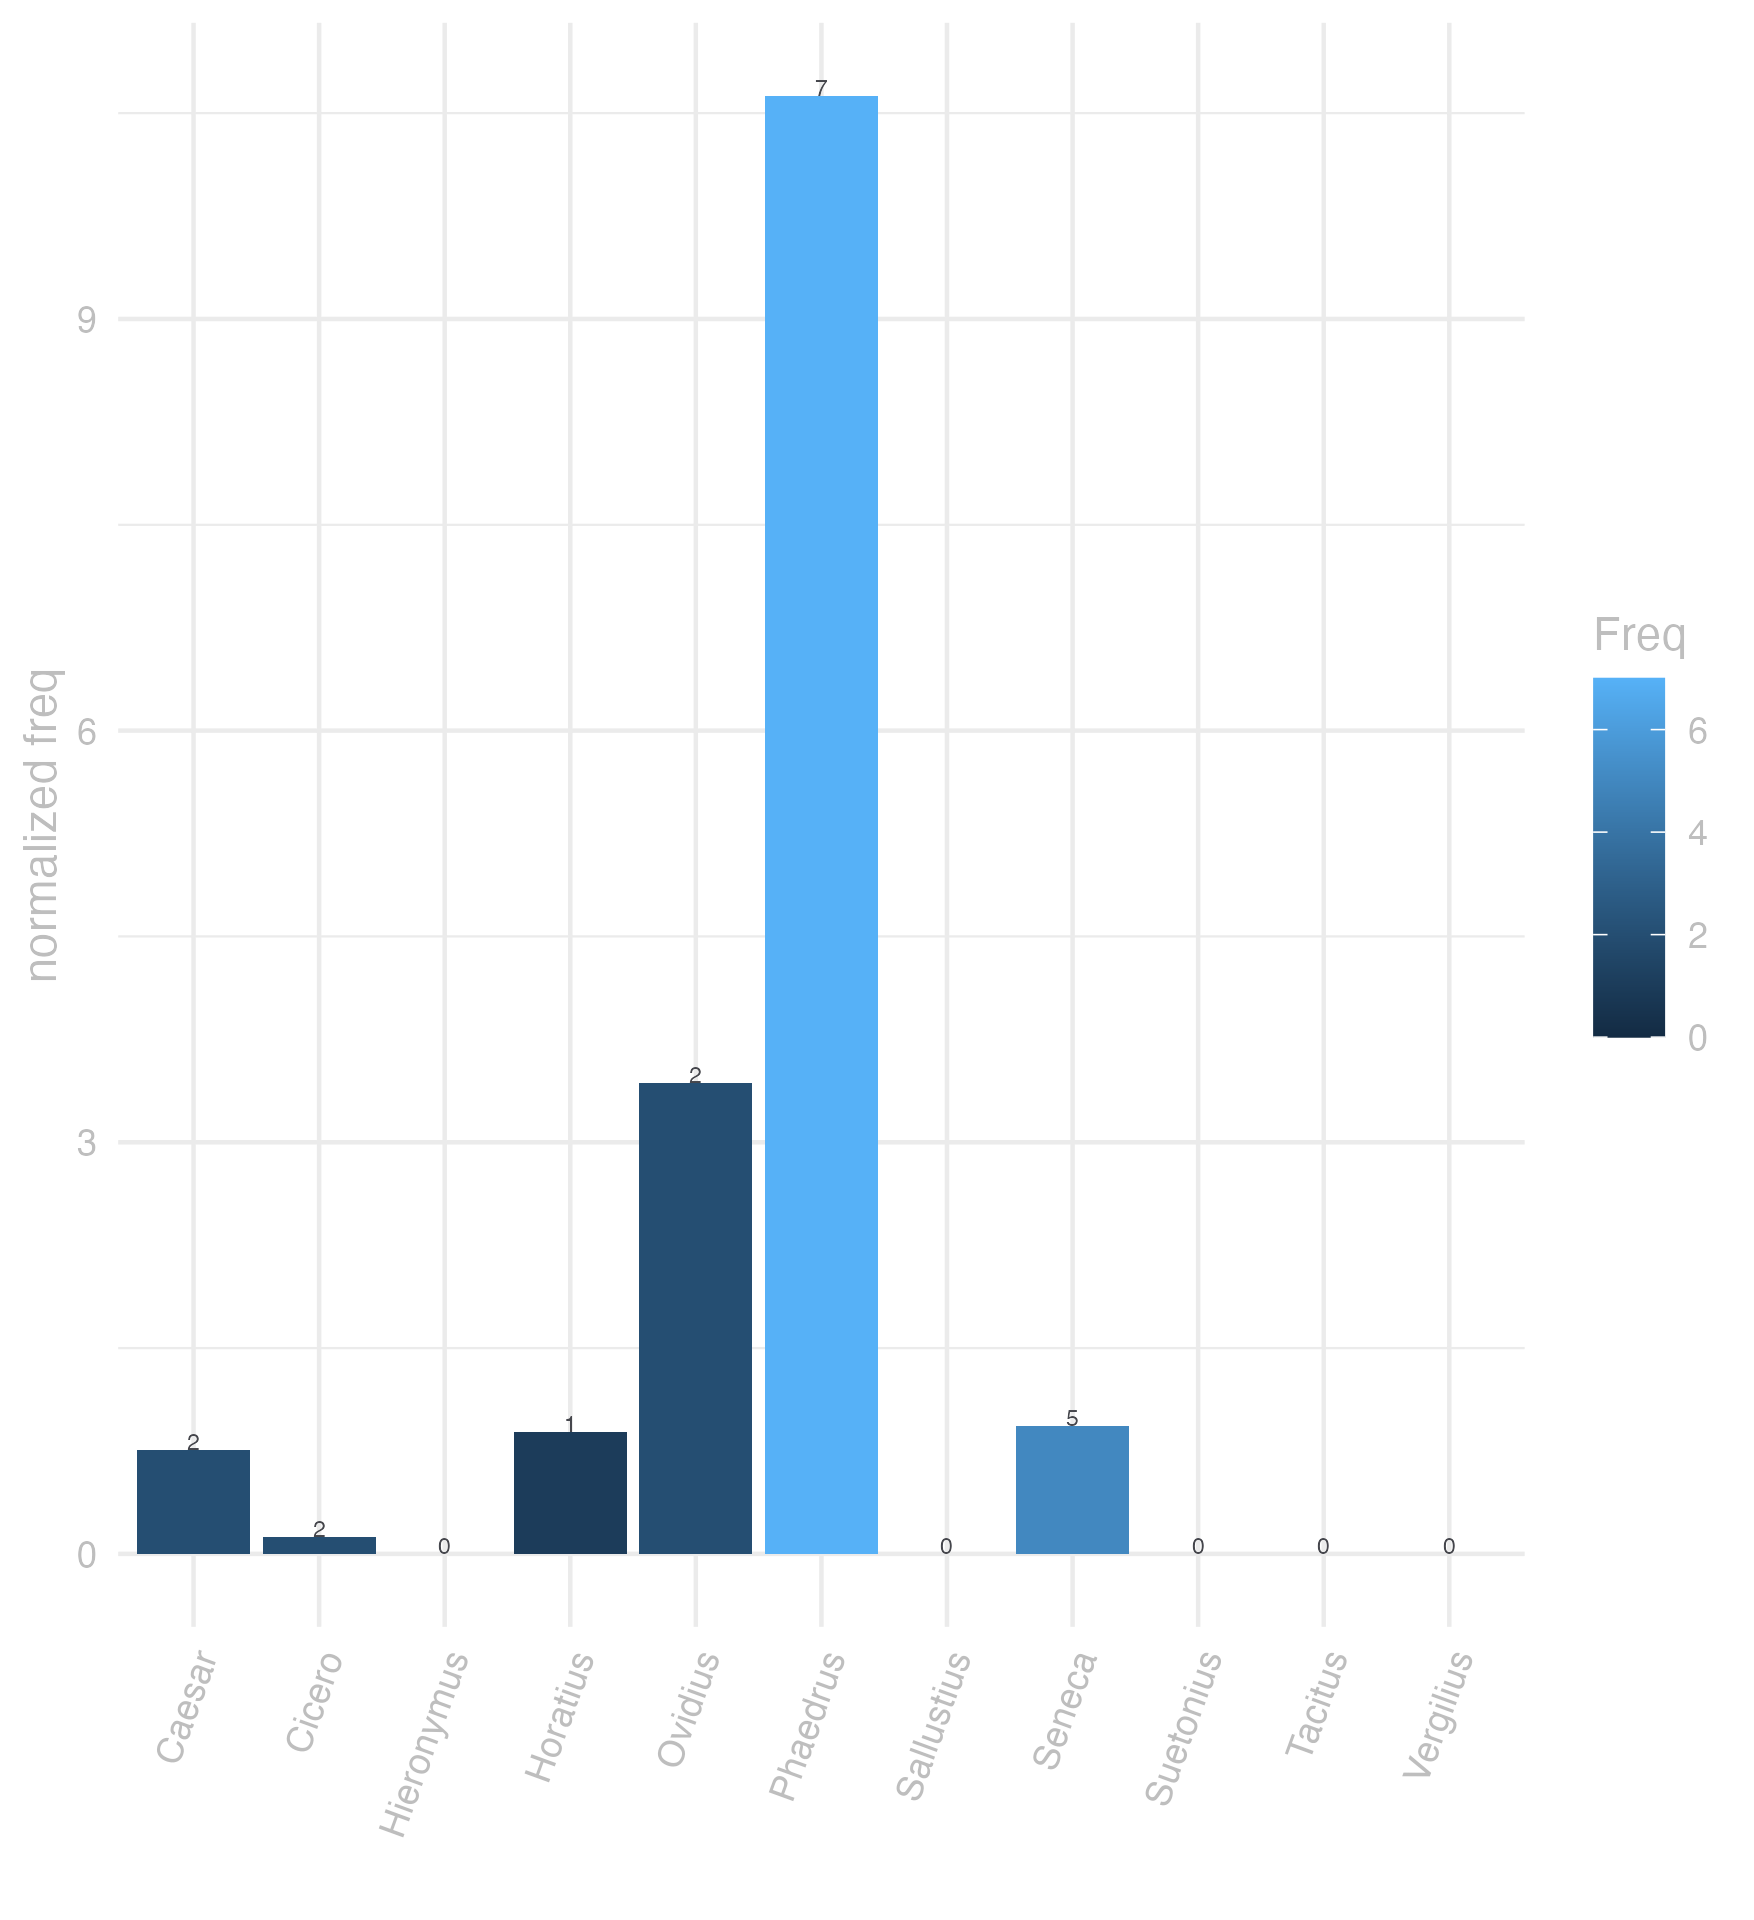 7
9
6
3
0
normalized freq
2
2
0
1
2
0
5
0
0
0
Caesar
Cicero
Hieronymus
Horatius
Ovidius
Phaedrus
Sallustius
Seneca
Suetonius
Tacitus
Vergilius
Freq
6
4
2
0